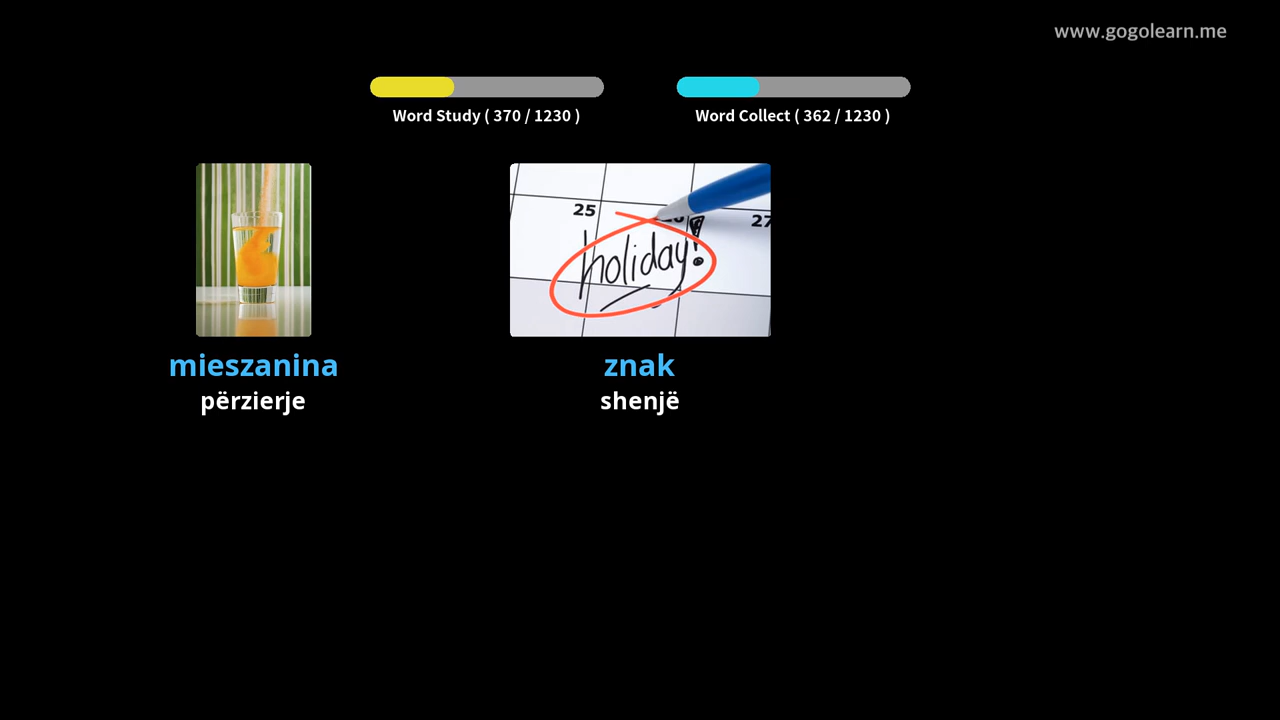 www.gogolearn.me
Word Study ( 370 / 1230 )
Word Collect ( 362 / 1230 )
25
27
holiday!
mieszanina
znak
përzierje
shenjë